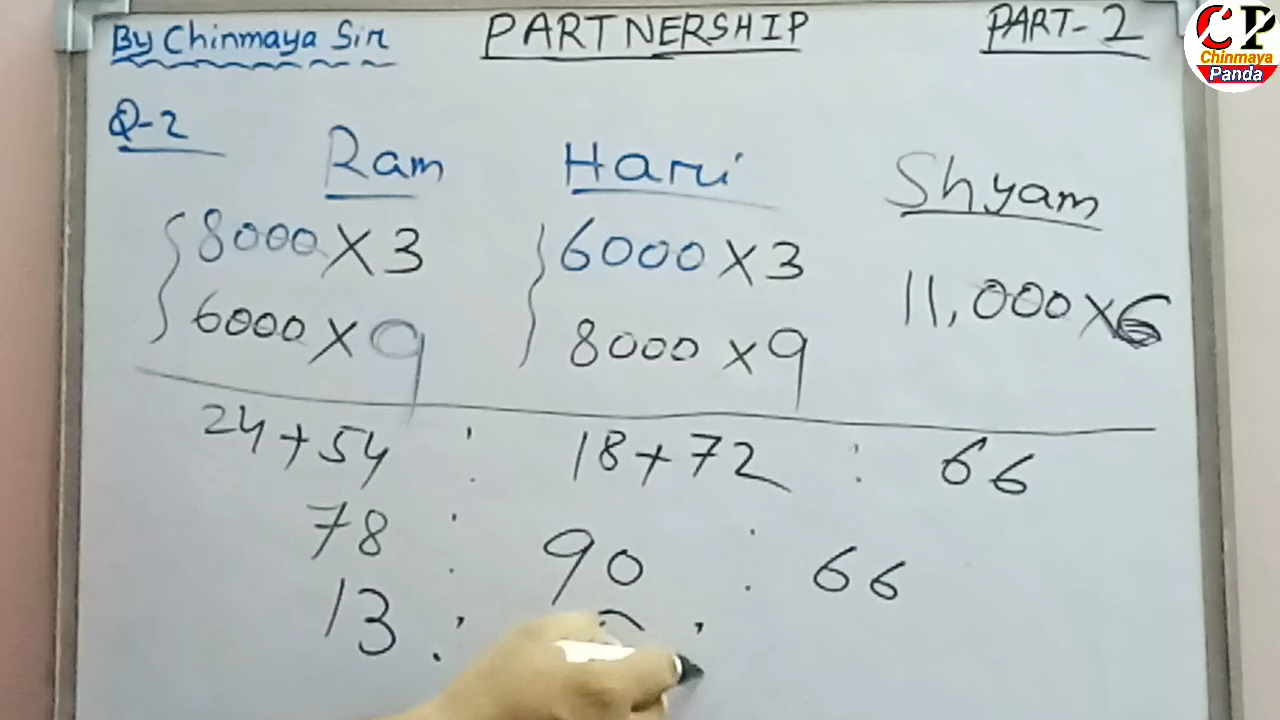 By Chinmaya Sir PARTNERSHIP PART-2
CP
Chinmaya
Panda
Q-2
Ram Hari Shyam
8000 X 3 6000 X 3 11,000 X 6
6000 X 9 8000 X 9
24+54 : 18+72 : 66
78 : 90 : 66
13 : :